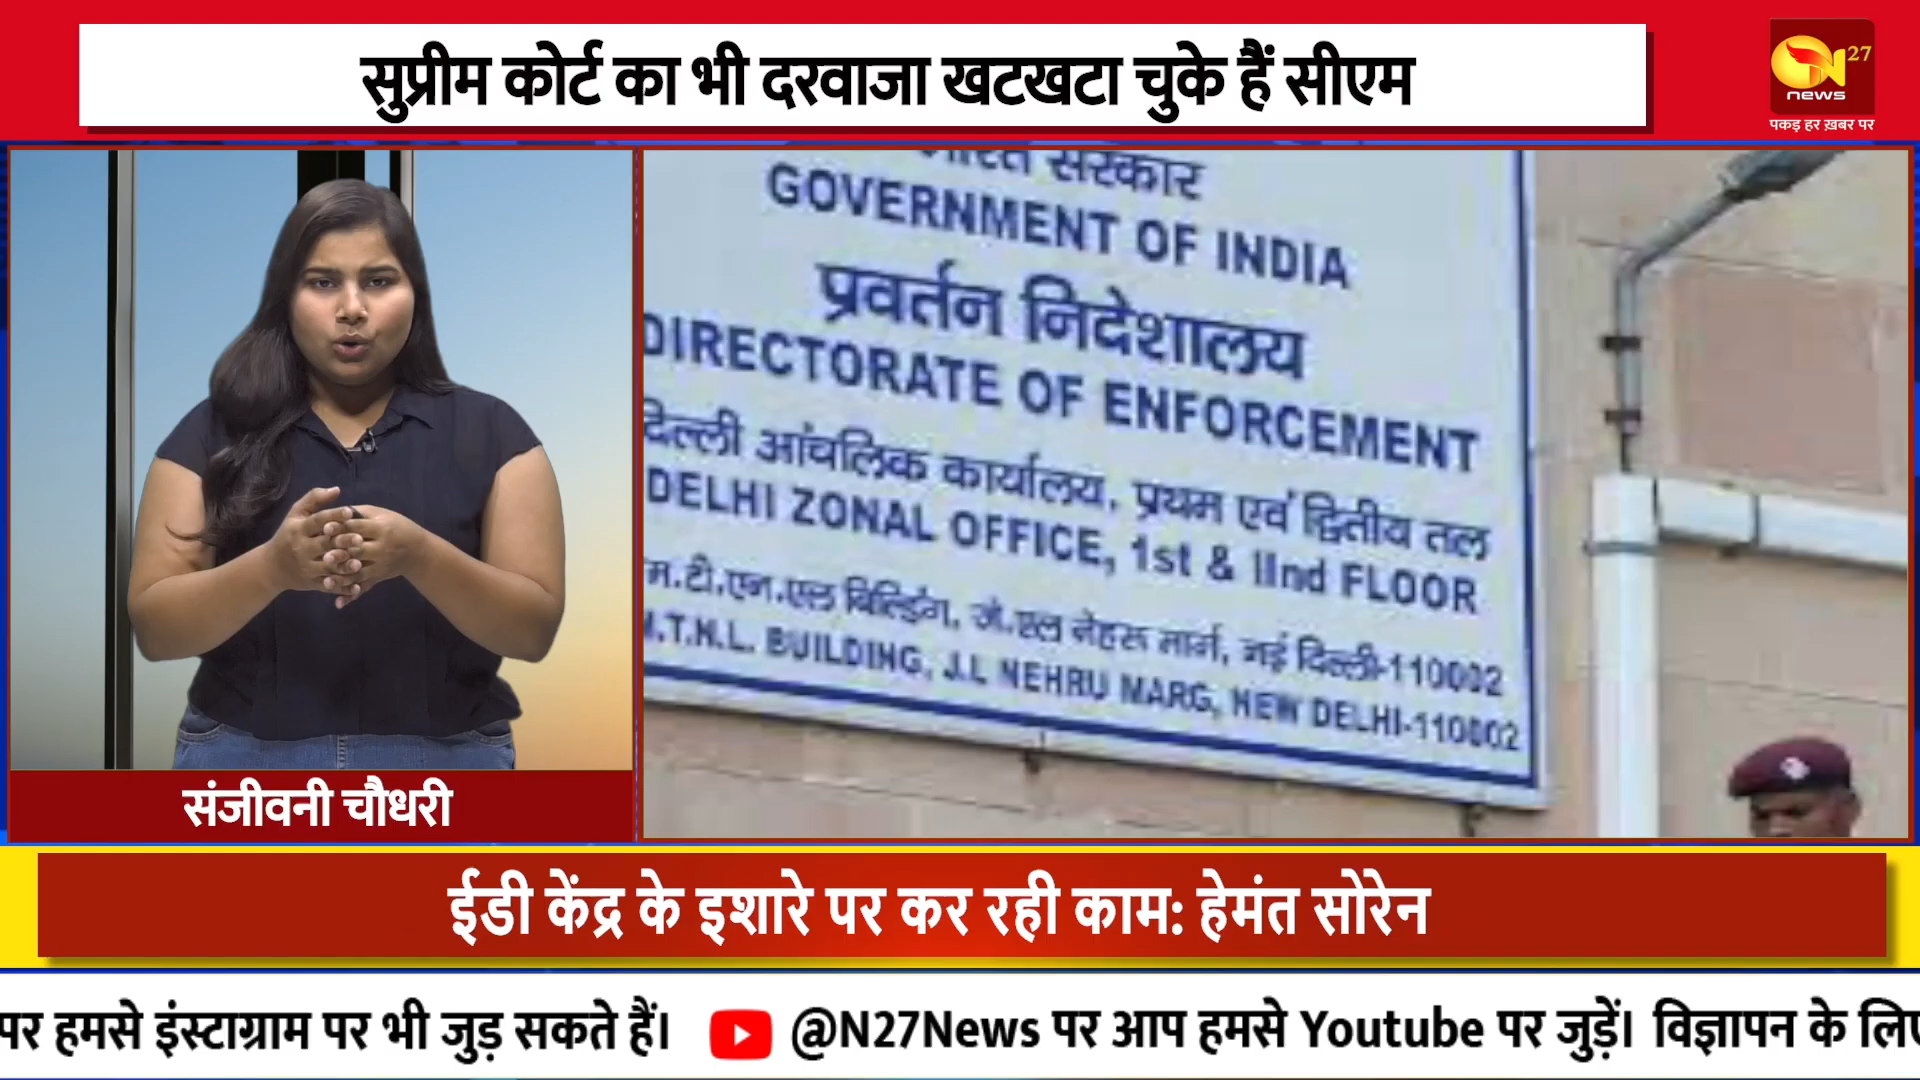 सुप्रीम कोर्ट का भी दरवाजा खटखटा चुके हैं सीएम
27
news
पकड़ हर ख़बर पर
भारत सरकार
GOVERNMENT OF INDIA
प्रवर्तन निदेशालय
DIRECTORATE OF ENFORCEMENT
दिल्ली आंचलिक कार्यालय, प्रथम एवं द्वितीय तल
DELHI ZONAL OFFICE, 1st & IInd FLOOR
म.टी.एन.एल बिल्डिंग, जे.एल नेहरू मार्ग, नई दिल्ली-110002
M.T.N.L. BUILDING, J.L NEHRU MARG, NEW DELHI-110002
संजीवनी चौधरी
ईडी केंद्र के इशारे पर कर रही काम: हेमंत सोरेन
पर हमसे इंस्टाग्राम पर भी जुड़ सकते हैं। @N27News पर आप हमसे Youtube पर जुड़ें। विज्ञापन के लिए